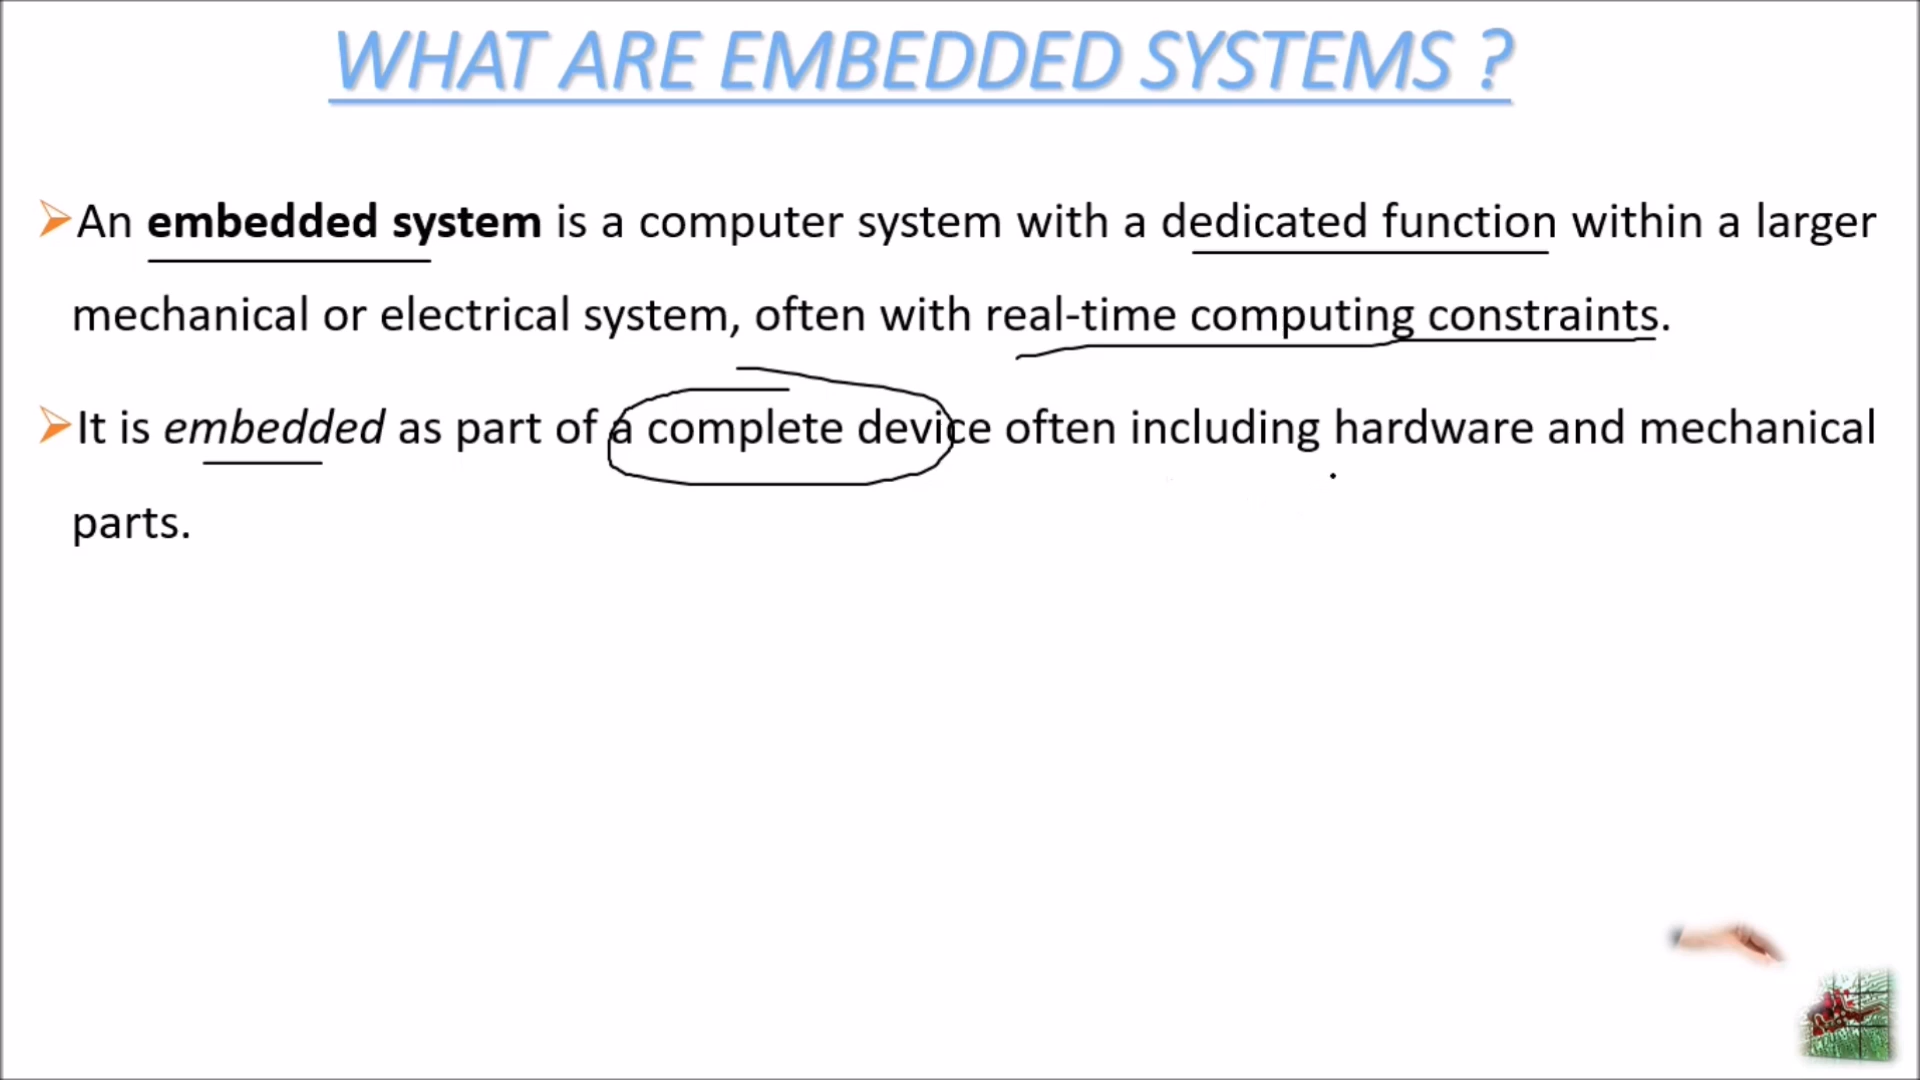 WHAT ARE EMBEDDED SYSTEMS ?
An embedded system is a computer system with a dedicated function within a larger
mechanical or electrical system, often with real-time computing constraints.
It is embedded as part of a complete device often including hardware and mechanical
parts.